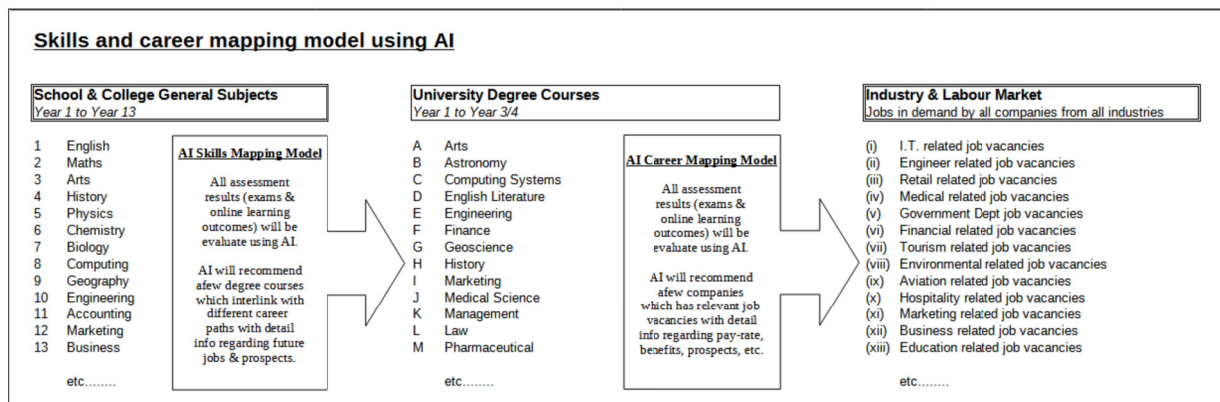 Skills and career mapping model using AI
School & College General Subjects
Year 1 to Year 13
1 English
2 Maths
3 Arts
4 History
5 Physics
6 Chemistry
7 Biology
8 Computing
9 Geography
10 Engineering
11 Accounting
12 Marketing
13 Business
etc........
AI Skills Mapping Model
All assessment
results (exams &
online learning
outcomes) will be
evaluate using AI.
AI will recommend
afew degree courses
which interlink with
different career
paths with detail
info regarding future
jobs & prospects.
University Degree Courses
Year 1 to Year 3/4
A Arts
B Astronomy
C Computing Systems
D English Literature
E Engineering
F Finance
G Geoscience
H History
I Marketing
J Medical Science
K Management
L Law
M Pharmaceutical
etc........
AI Career Mapping Model
All assessment
results (exams &
online learning
outcomes) will be
evaluate using AI.
AI will recommend
afew companies
which has relevant job
vacancies with detail
info regarding pay-rate,
benefits, prospects, etc.
Industry & Labour Market
Jobs in demand by all companies from all industries
(i) I.T. related job vacancies
(ii) Engineer related job vacancies
(iii) Retail related job vacancies
(iv) Medical related job vacancies
(v) Government Dept job vacancies
(vi) Financial related job vacancies
(vii) Tourism related job vacancies
(viii) Environmental related job vacancies
(ix) Aviation related job vacancies
(x) Hospitality related job vacancies
(xi) Marketing related job vacancies
(xii) Business related job vacancies
(xiii) Education related job vacancies
etc........